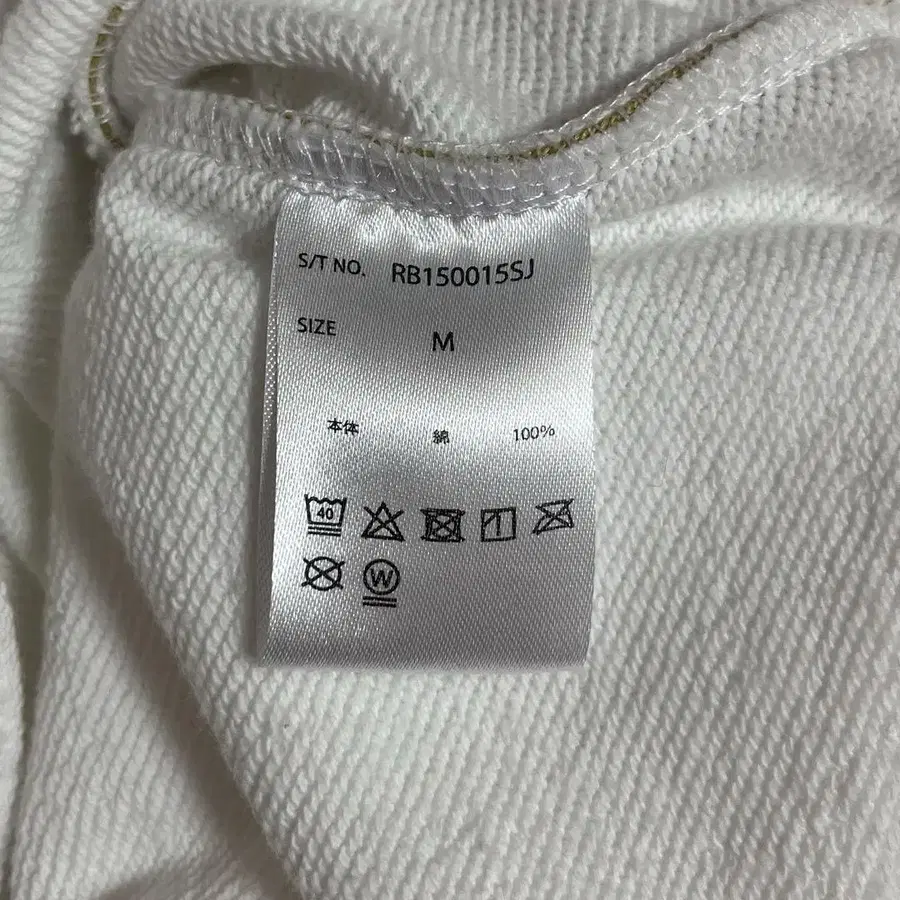 S/T NO. RB150015SJ
SIZE M
本体 綿 100%
40
W